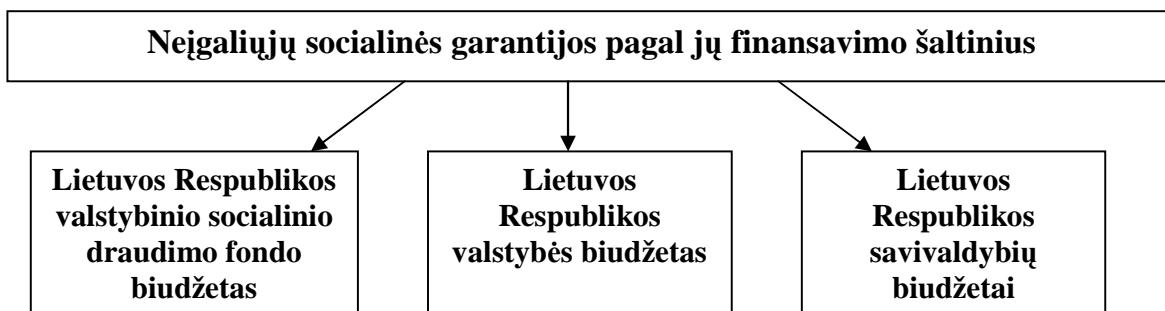 Neįgaliųjų socialinės garantijos pagal jų finansavimo šaltinius
Lietuvos Respublikos
valstybinio socialinio
draudimo fondo
biudžetas
Lietuvos
Respublikos
valstybės biudžetas
Lietuvos
Respublikos
savivaldybių
biudžetai